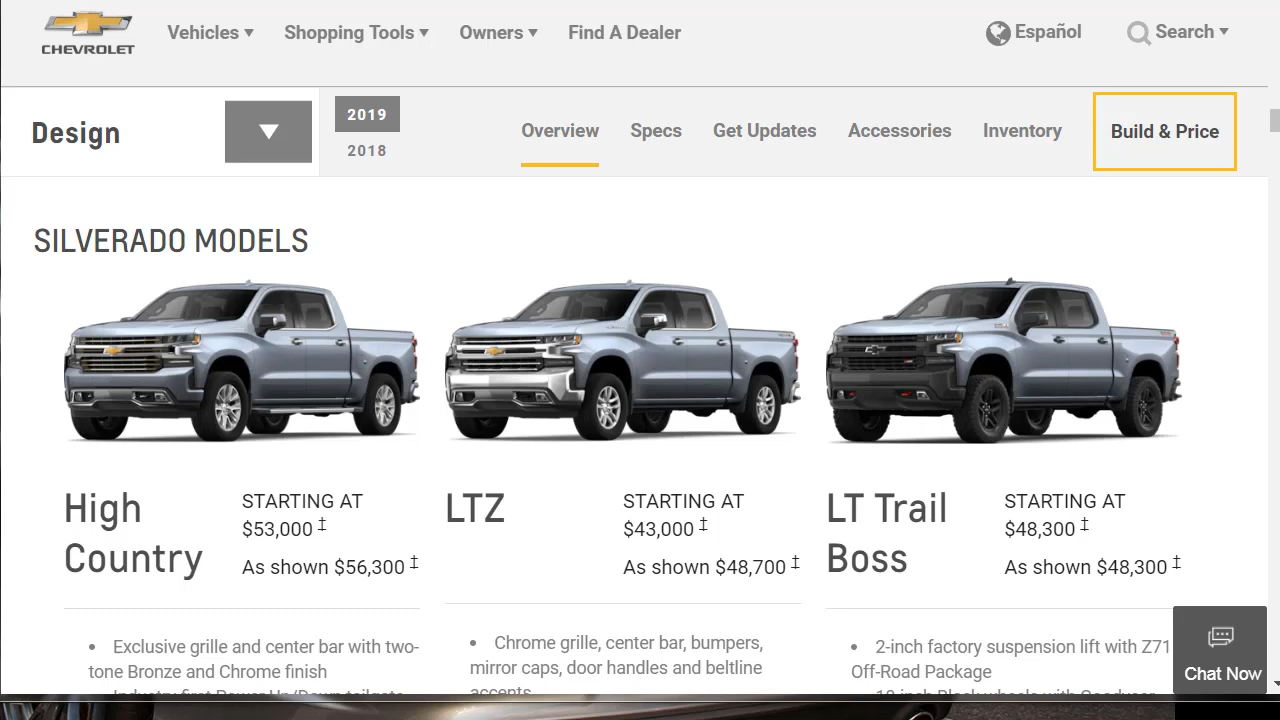 CHEVROLET
Vehicles
Shopping Tools
Owners
Find A Dealer
Español
Search
Design
2019
2018
Overview
Specs
Get Updates
Accessories
Inventory
Build & Price
SILVERADO MODELS
High
Country
STARTING AT
$53,000 ‡
As shown $56,300 ‡
LTZ
STARTING AT
$43,000 ‡
As shown $48,700 ‡
LT Trail
Boss
STARTING AT
$48,300 ‡
As shown $48,300 ‡
• Exclusive grille and center bar with two-
tone Bronze and Chrome finish
• Chrome grille, center bar, bumpers,
mirror caps, door handles and beltline
accents
• 2-inch factory suspension lift with Z71
Off-Road Package
Chat Now